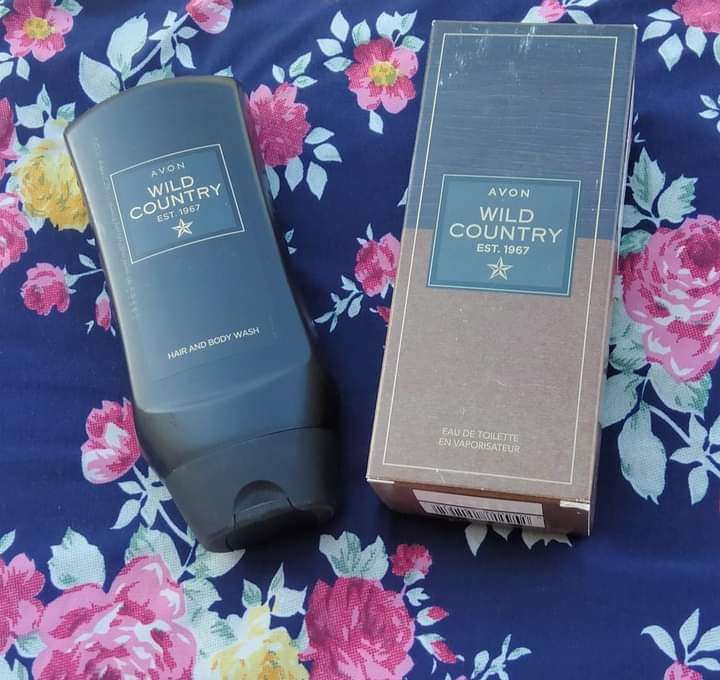 AVON
WILD
COUNTRY
EST. 1967
HAIR AND BODY WASH
AVON
WILD
COUNTRY
EST. 1967
EAU DE TOILETTE
EN VAPORISATEUR